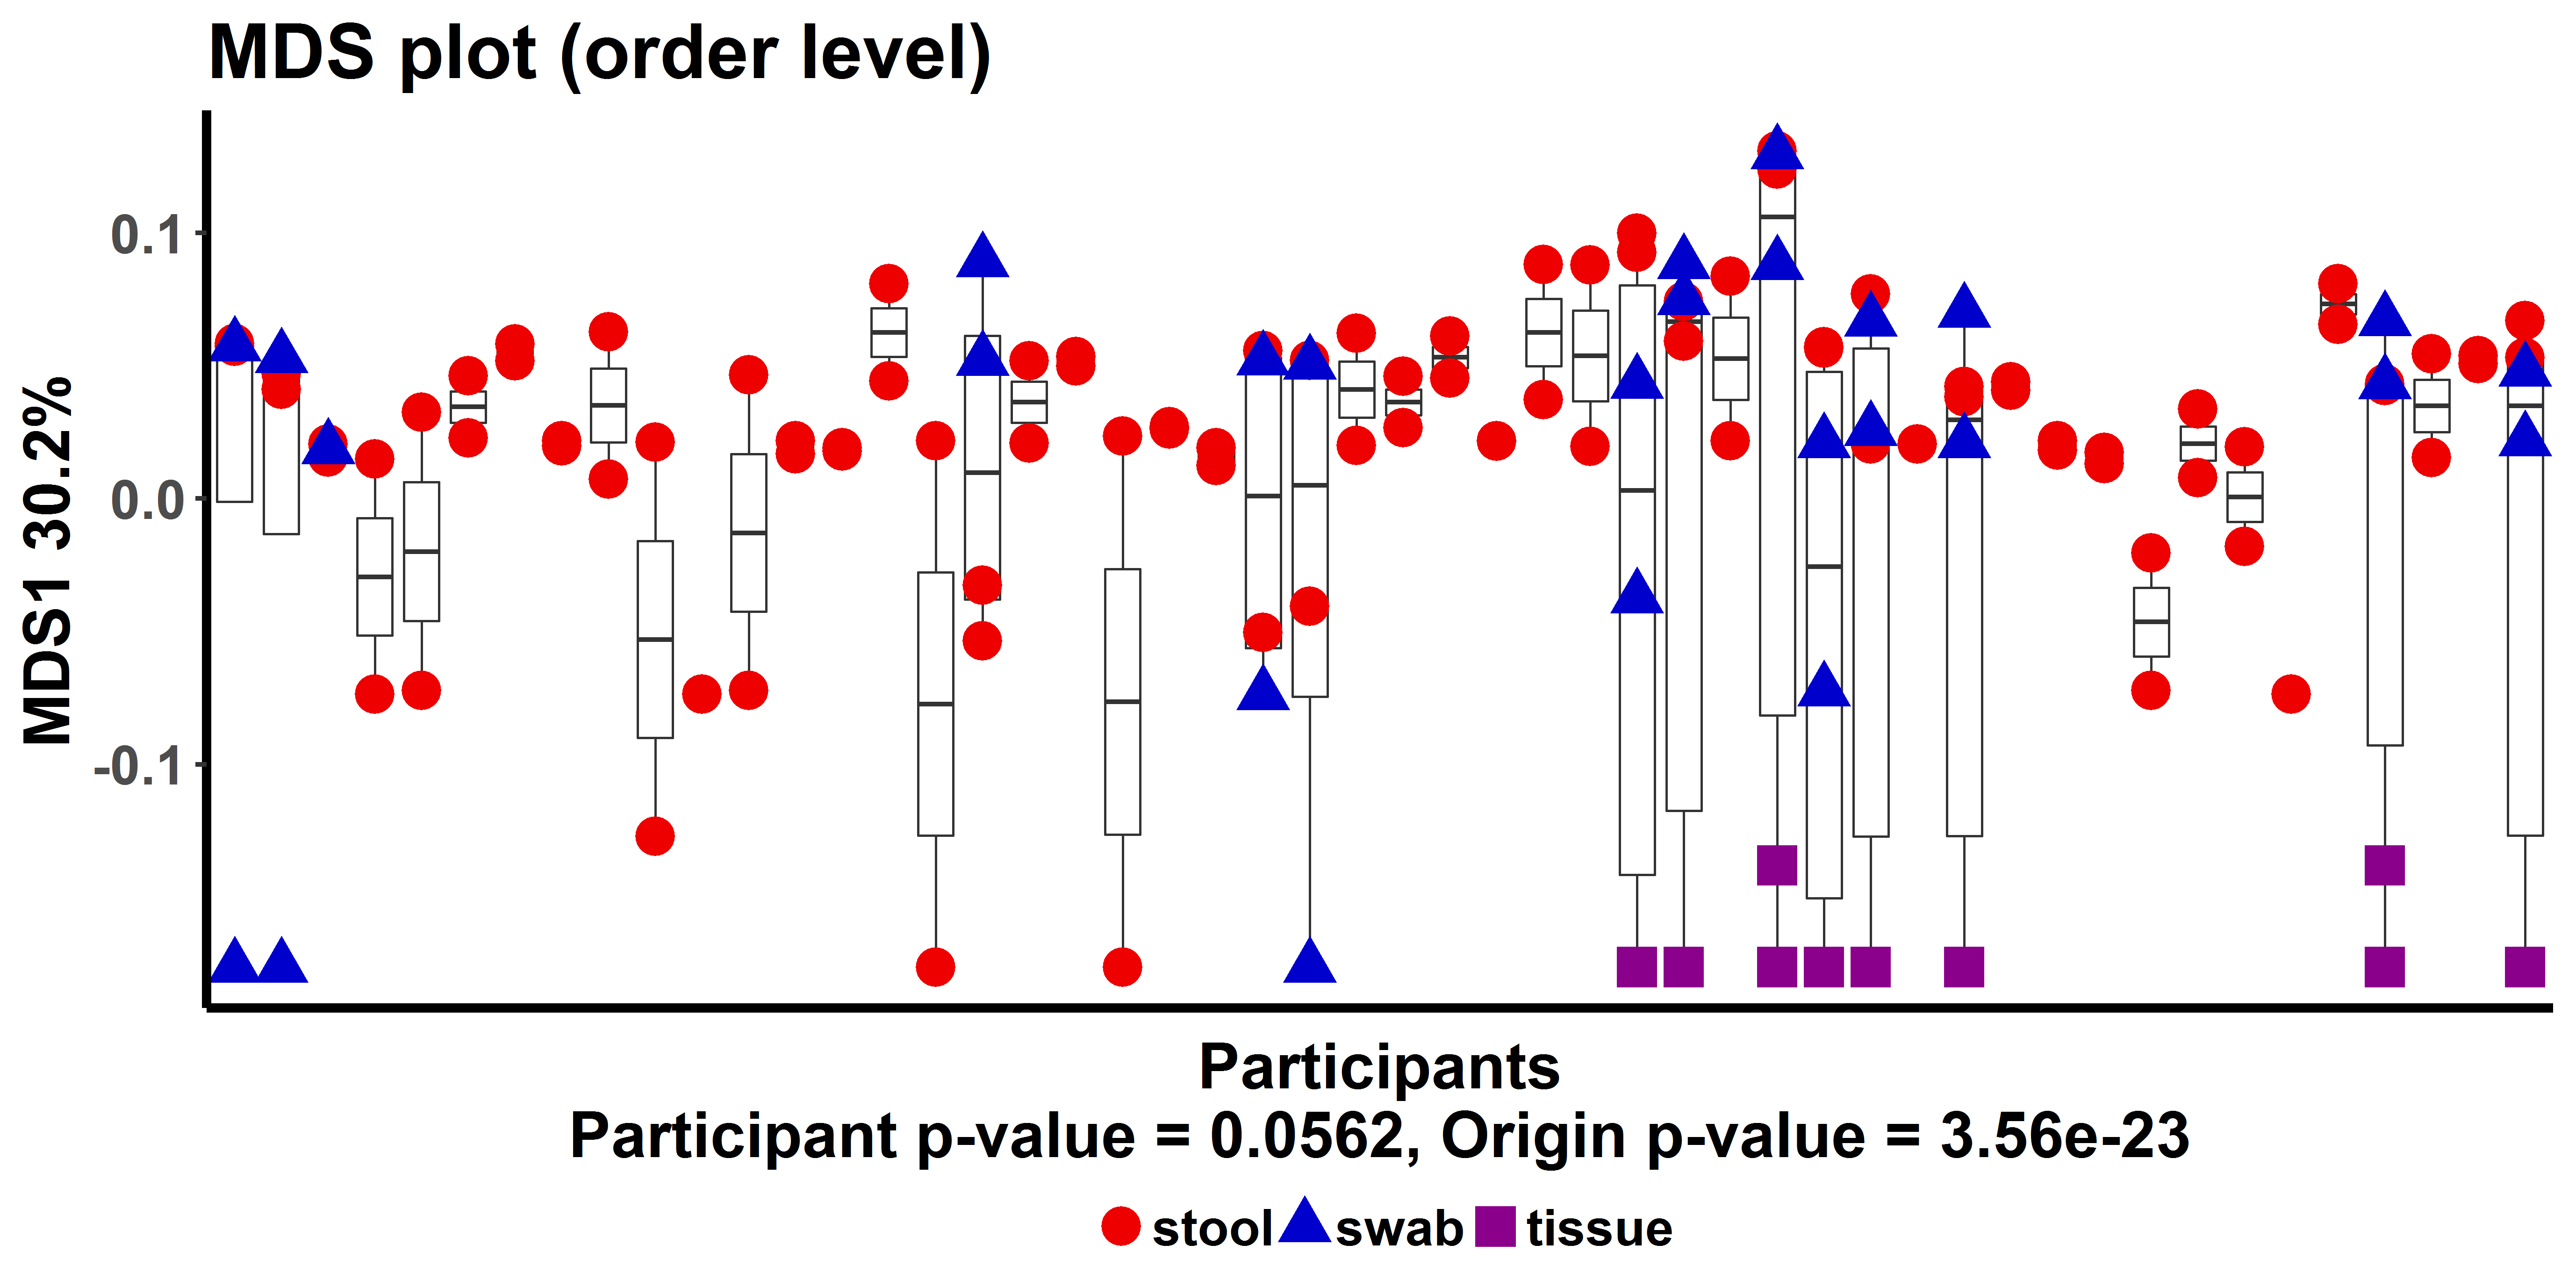 MDS plot (order level)
MDS1 30.2%
0.1
0.0
-0.1
Participants
Participant p-value = 0.0562, Origin p-value = 3.56e-23
stool swab tissue